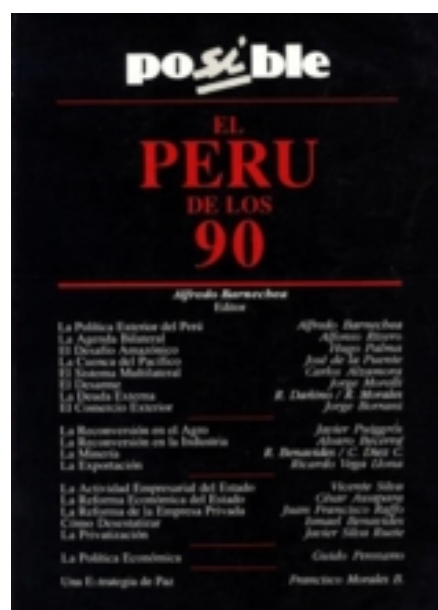 posible
EL
PERU
DE LOS
90
Alfredo Barnechea
Editor
La Política Exterior del Perú Alfredo Barnechea
La Agenda Bilateral Alfonso Rivero
El Desafío Amazónico Hugo Palma
La Cuenca del Pacífico José de la Puente
El Sistema Multilateral Carlos Alzamora
El Desarme Jorge Morelli
La Deuda Externa R. Dañino / R. Morales
El Comercio Exterior Jorge
La Reconversión en el Agro Javier
La Reconversión en la Industria Alvaro Becerra
La Minería R. Benavides / C. Diez C.
La Exportación Ricardo Vega Llona
La Actividad Empresarial del Estado Vicente Silva
La Reforma Económica del Estado César
La Reforma de la Empresa Privada Juan Francisco Raffo
Cómo Desestatizar Ismael Benavides
La Privatización Javier Silva Ruete
La Política Económica Guido Pennano
Una Estrategia de Paz Francisco Morales B.